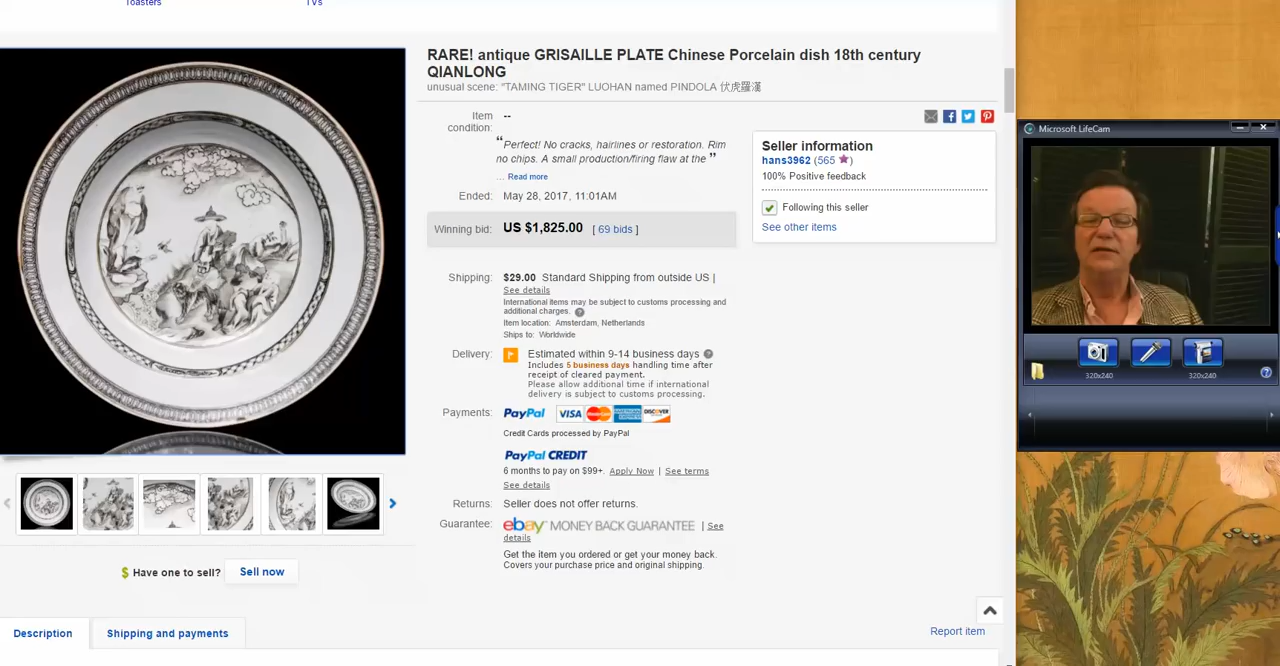 Toasters
TVs
RARE! antique GRISAILLE PLATE Chinese Porcelain dish 18th century
QIANLONG
unusual scene: "TAMING TIGER" LUOHAN named PINDOLA 伏虎羅漢
Item
condition:
--
“Perfect! No cracks, hairlines or restoration. Rim
no chips. A small production/firing flaw at the ”
... Read more
Ended:
May 28, 2017, 11:01AM
Winning bid:
US $1,825.00
[ 69 bids ]
Shipping:
$29.00 Standard Shipping from outside US |
See details
International items may be subject to customs processing and
additional charges.
Item location: Amsterdam, Netherlands
Ships to: Worldwide
Delivery:
Estimated within 9-14 business days
Includes 5 business days handling time after
receipt of cleared payment.
Please allow additional time if international
delivery is subject to customs processing.
Payments:
PayPal VISA MasterCard AMERICAN EXPRESS DISCOVER
Credit Cards processed by PayPal
PayPal CREDIT
6 months to pay on $99+. Apply Now | See terms
See details
Returns:
Seller does not offer returns.
Guarantee:
ebay MONEY BACK GUARANTEE | See
details
Get the item you ordered or get your money back.
Covers your purchase price and original shipping.
Seller information
hans3962 (565 )
100% Positive feedback
Following this seller
See other items
$ Have one to sell?
Sell now
Description
Shipping and payments
Report item
Microsoft LifeCam
320x240
320x240